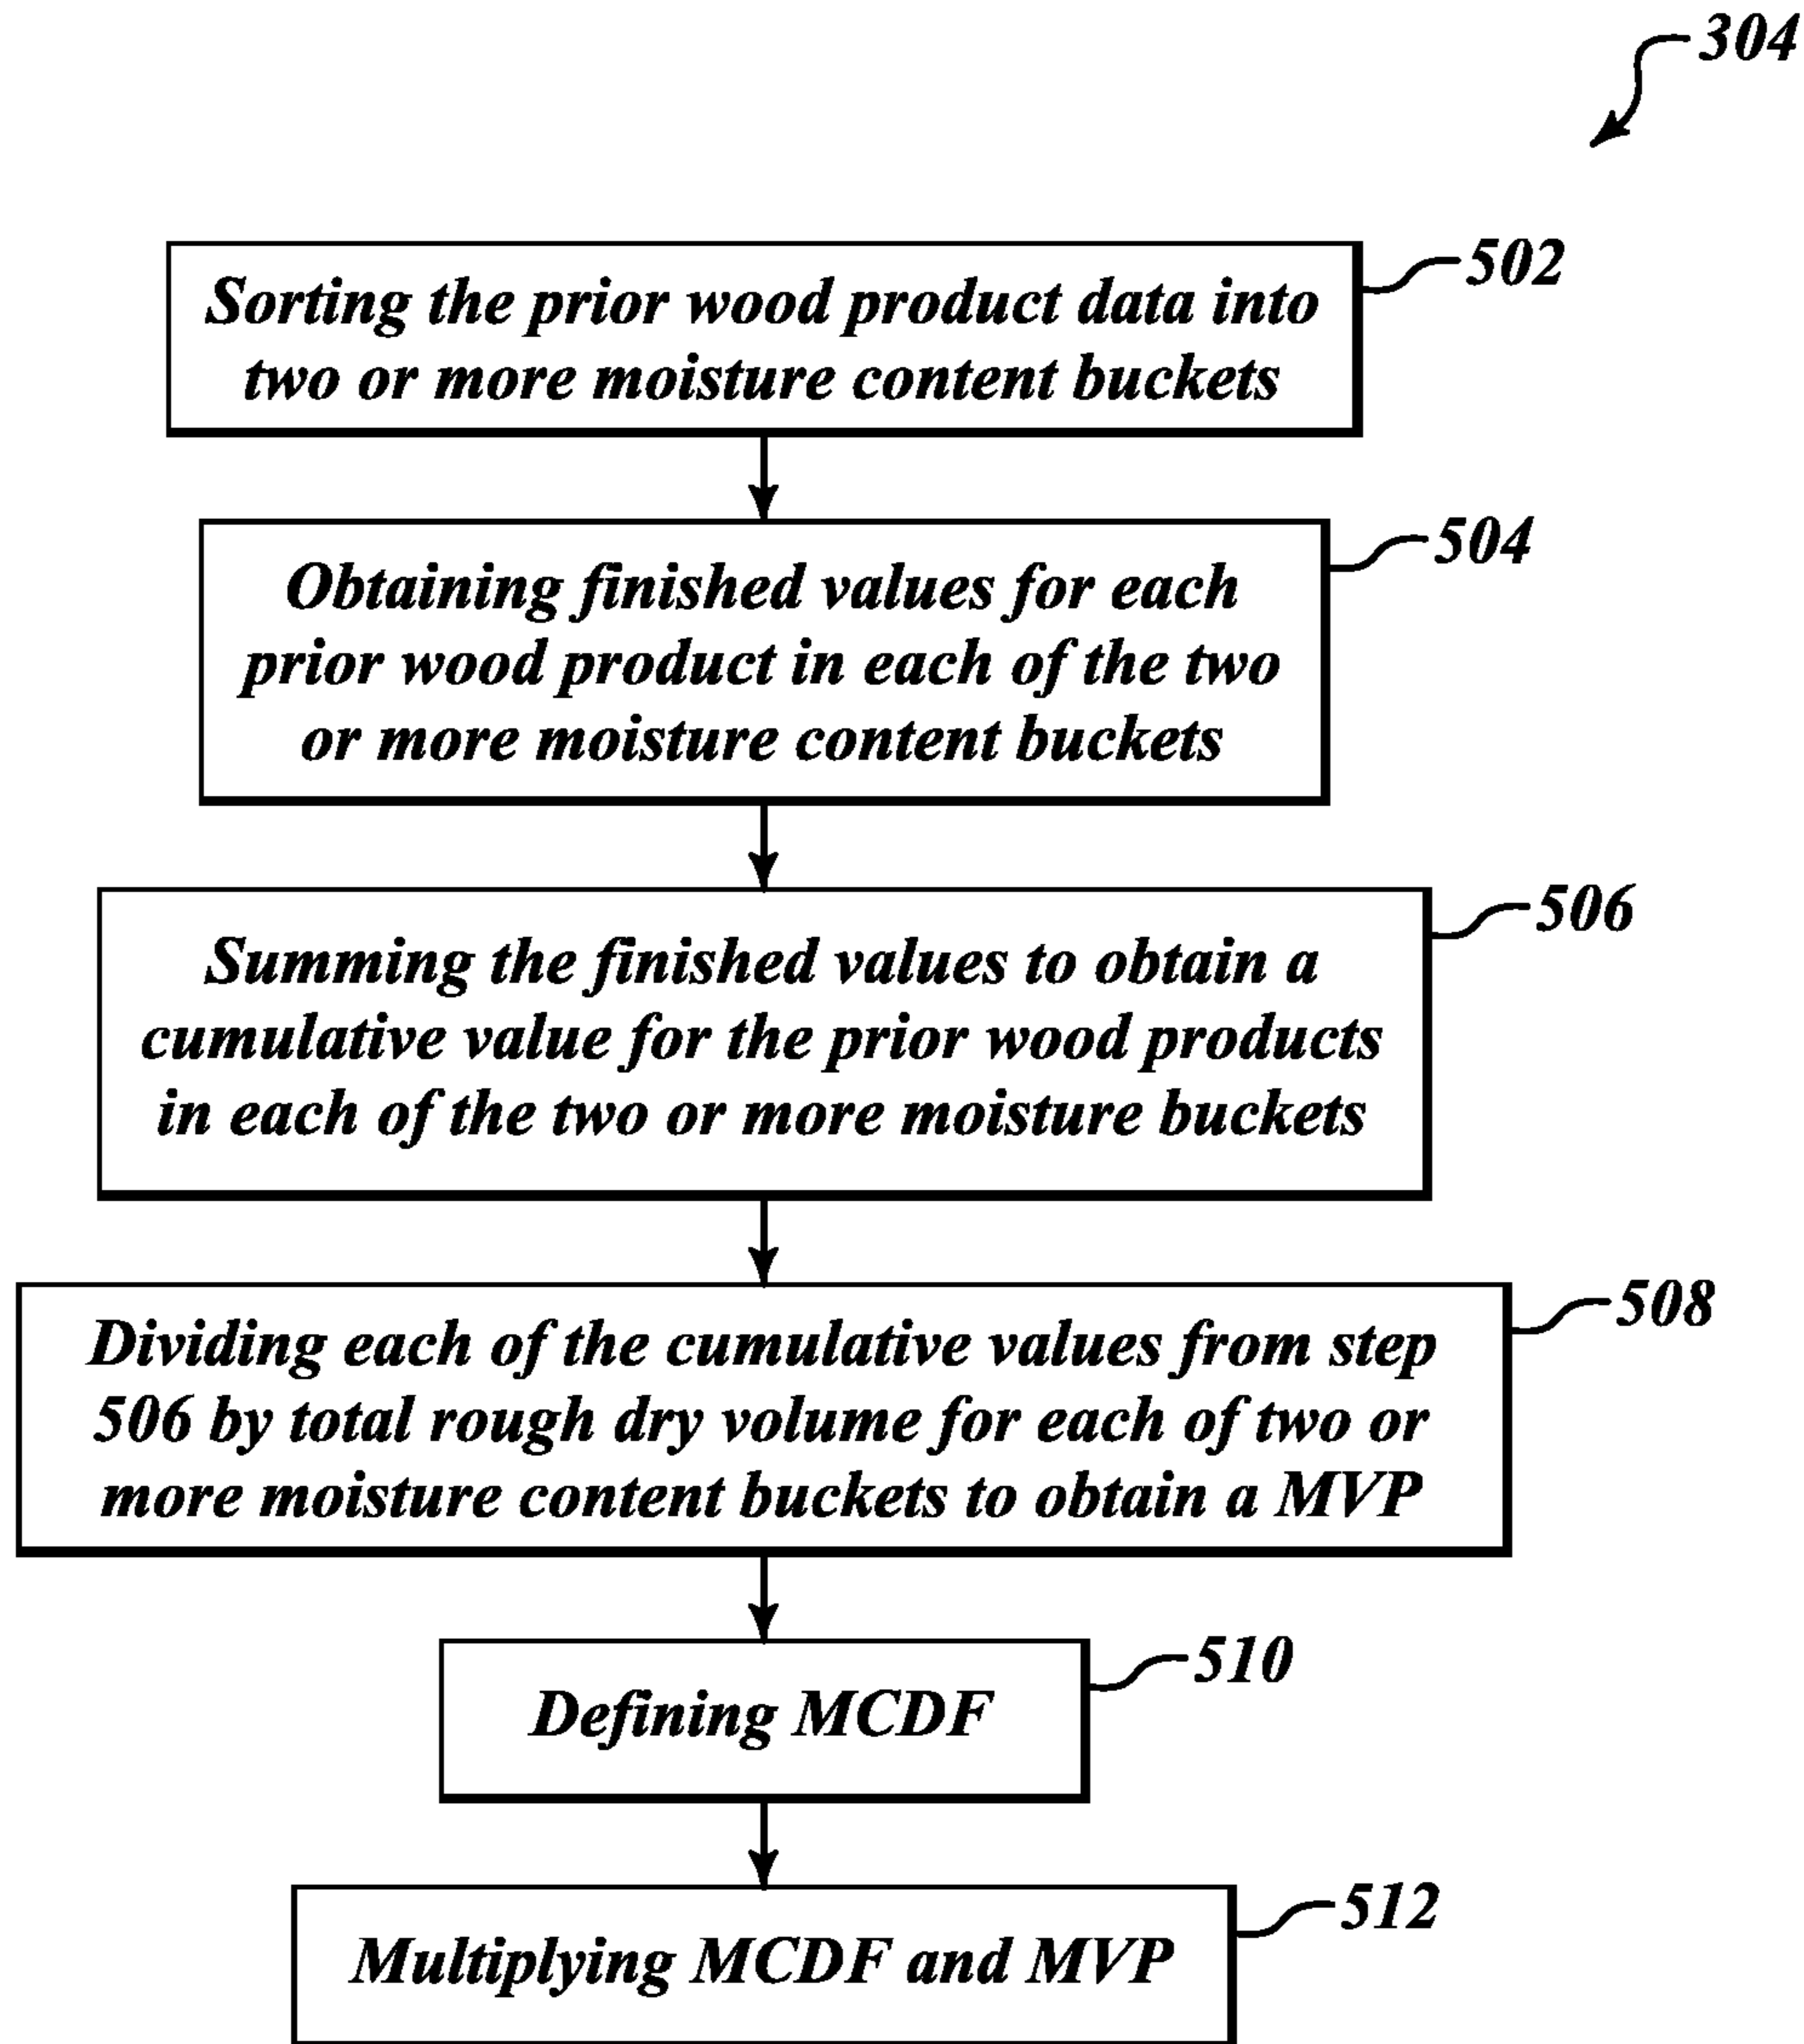 304
502
Sorting the prior wood product data into
two or more moisture content buckets
504
Obtaining finished values for each
prior wood product in each of the two
or more moisture content buckets
506
Summing the finished values to obtain a
cumulative value for the prior wood products
in each of the two or more moisture buckets
508
Dividing each of the cumulative values from step
506 by total rough dry volume for each of two or
more moisture content buckets to obtain a MVP
510
Defining MCDF
512
Multiplying MCDF and MVP